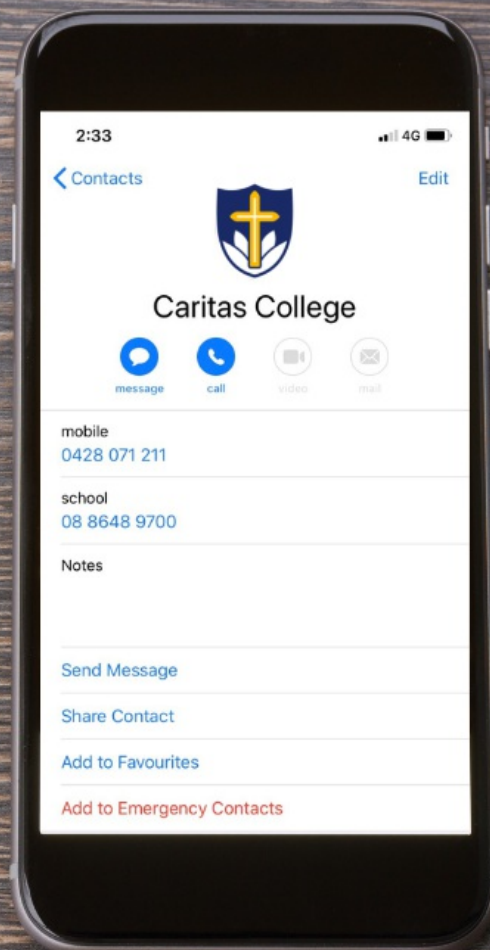 2:33
4G
Contacts
Edit
Caritas College
message
call
video
mail
mobile
0428 071 211
school
08 8648 9700
Notes
Send Message
Share Contact
Add to Favourites
Add to Emergency Contacts